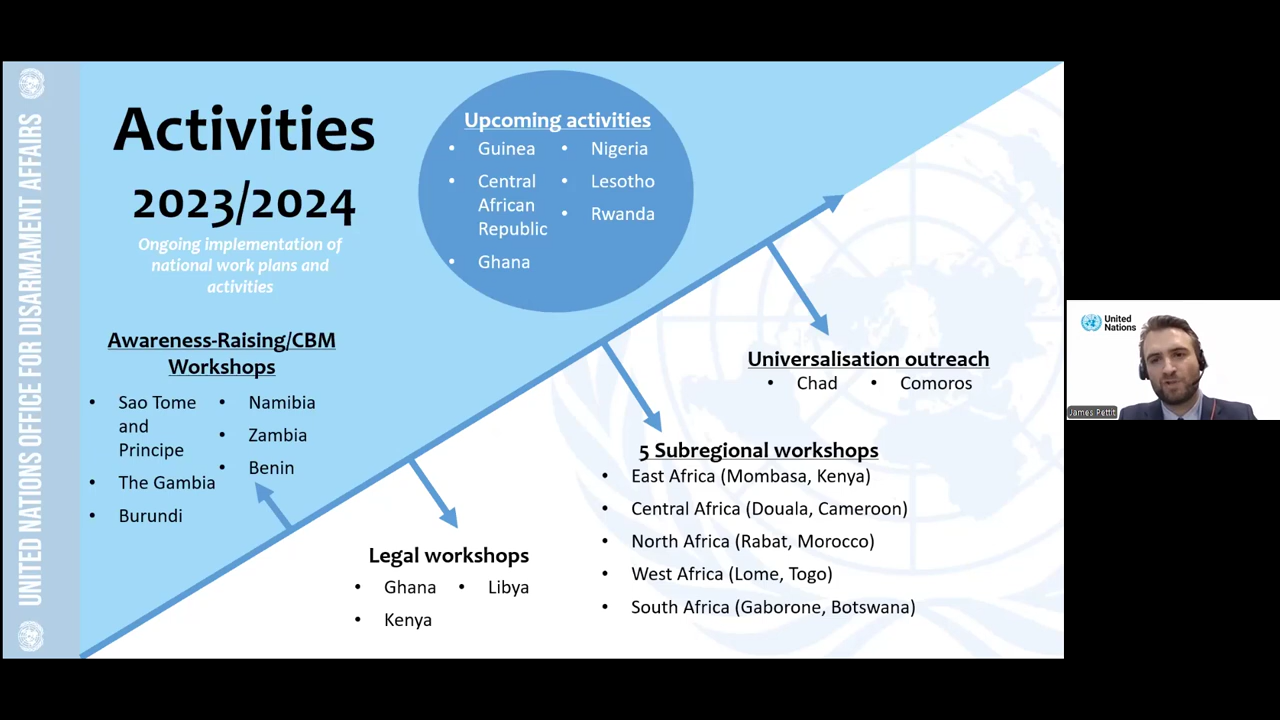 UNITED NATIONS OFFICE FOR DISARMAMENT AFFAIRS
Activities
2023/2024
Ongoing implementation of
national work plans and
activities
Upcoming activities
• Guinea
• Central
African
Republic
• Ghana
• Nigeria
• Lesotho
• Rwanda
Awareness-Raising/CBM
Workshops
• Sao Tome
and
Principe
• The Gambia
• Burundi
• Namibia
• Zambia
• Benin
Legal workshops
• Ghana
• Kenya
• Libya
5 Subregional workshops
• East Africa (Mombasa, Kenya)
• Central Africa (Douala, Cameroon)
• North Africa (Rabat, Morocco)
• West Africa (Lome, Togo)
• South Africa (Gaborone, Botswana)
Universalisation outreach
• Chad
• Comoros
United
Nations
James Pettit